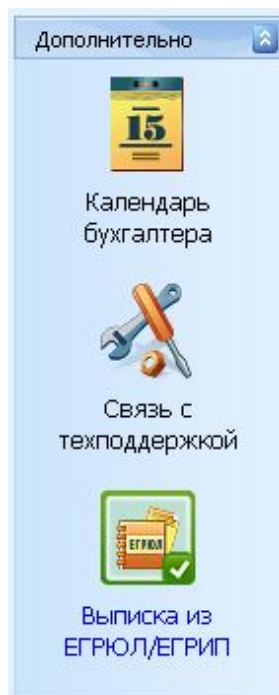 Дополнительно
15
Календарь
бухгалтера
Связь с
техподдержкой
ЕГРЮЛ
Выписка из
ЕГРЮЛ/ЕГРИП